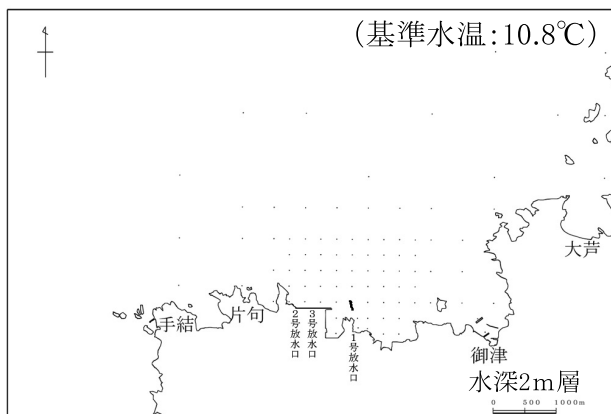 (基準水温:10.8℃)
大芦
手結
片句
2号放水口
3号放水口
1号放水口
御津
水深2m層
0 500 1000m